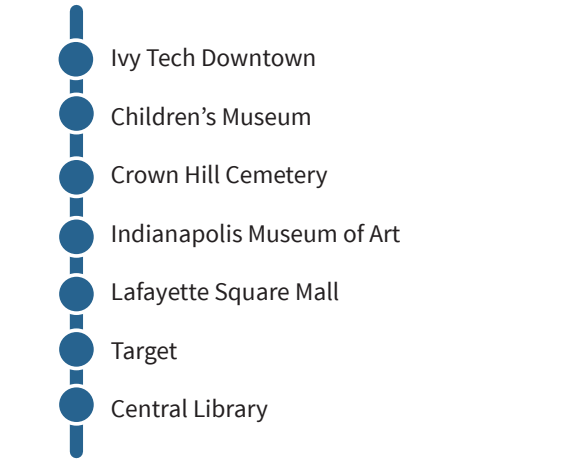 Ivy Tech Downtown
Children’s Museum
Crown Hill Cemetery
Indianapolis Museum of Art
Lafayette Square Mall
Target
Central Library